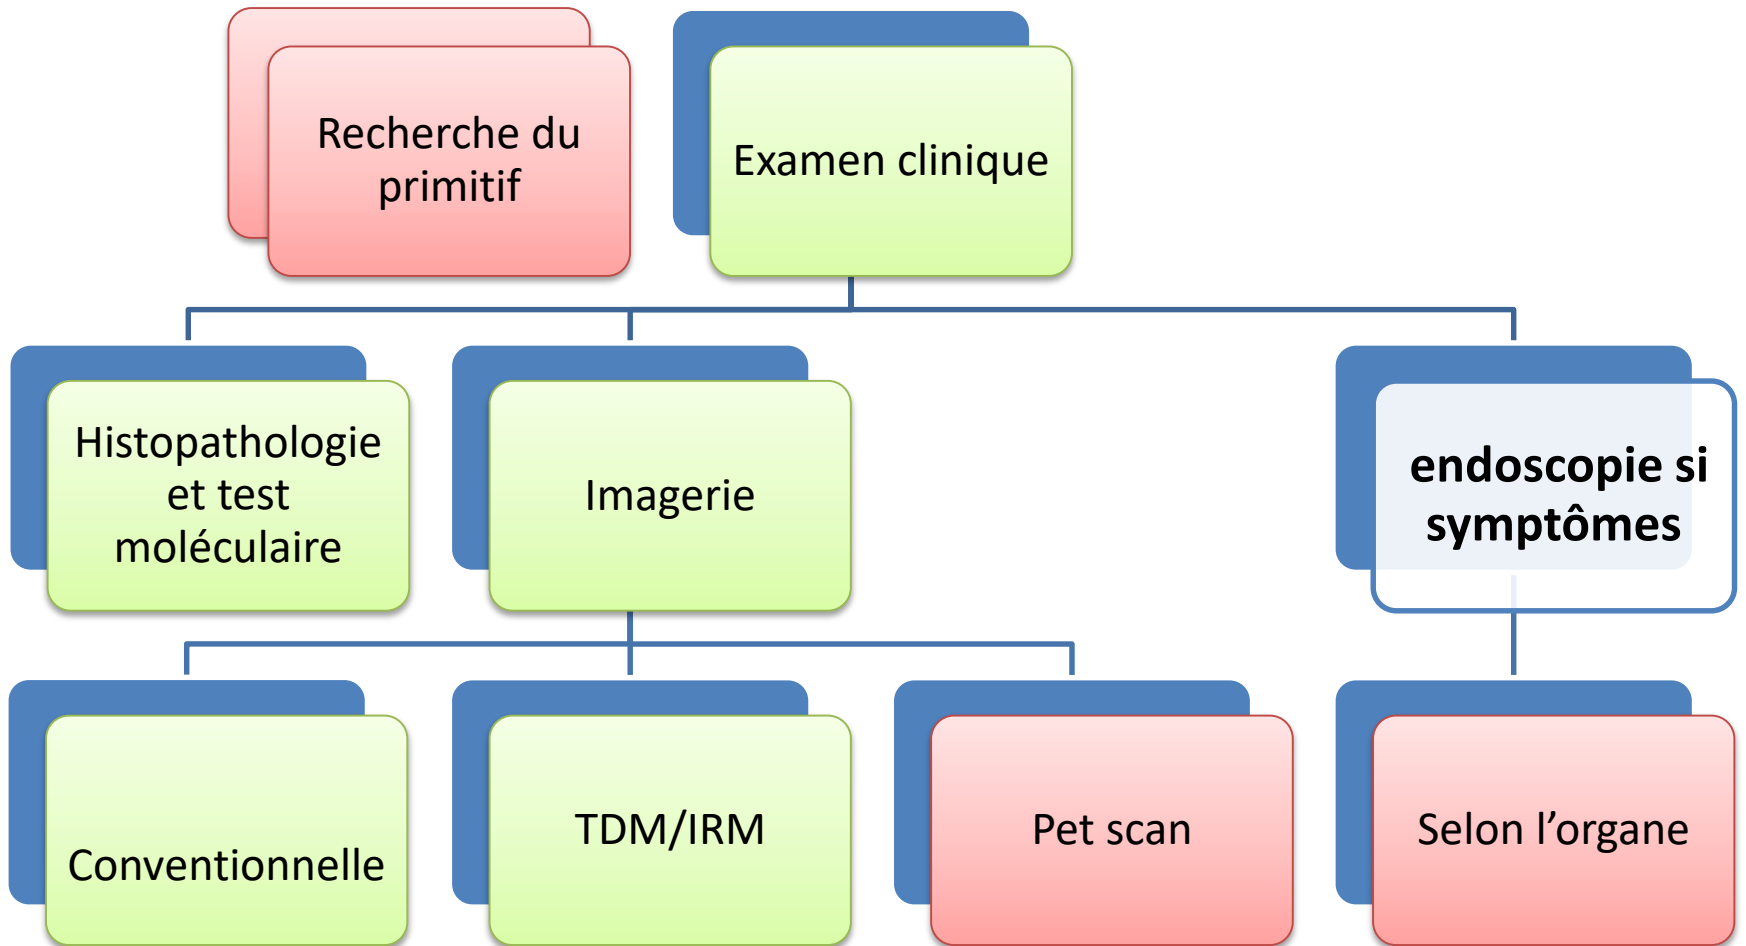 Recherche du
primitif
Examen clinique
Histopathologie
et test
moléculaire
Imagerie
endoscopie si
symptômes
Conventionnelle
TDM/IRM
Pet scan
Selon l’organe